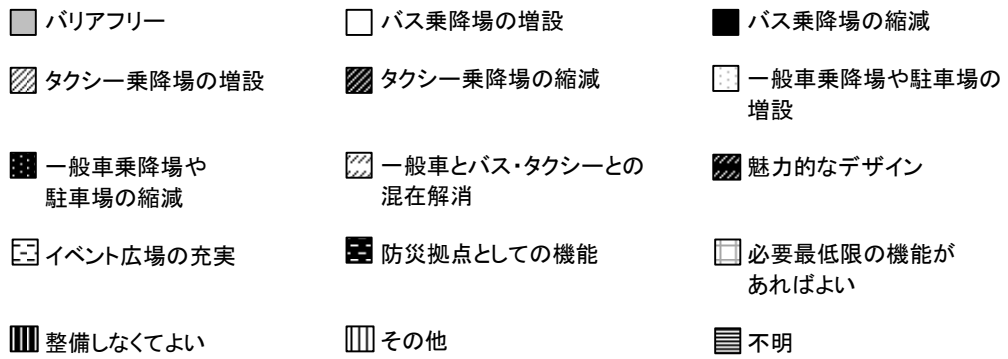 バリアフリー
バス乗降場の増設
バス乗降場の縮減
タクシー乗降場の増設
タクシー乗降場の縮減
一般車乗降場や駐車場の
増設
一般車乗降場や
駐車場の縮減
一般車とバス・タクシーとの
混在解消
魅力的なデザイン
イベント広場の充実
防災拠点としての機能
必要最低限の機能が
あればよい
整備しなくてよい
その他
不明